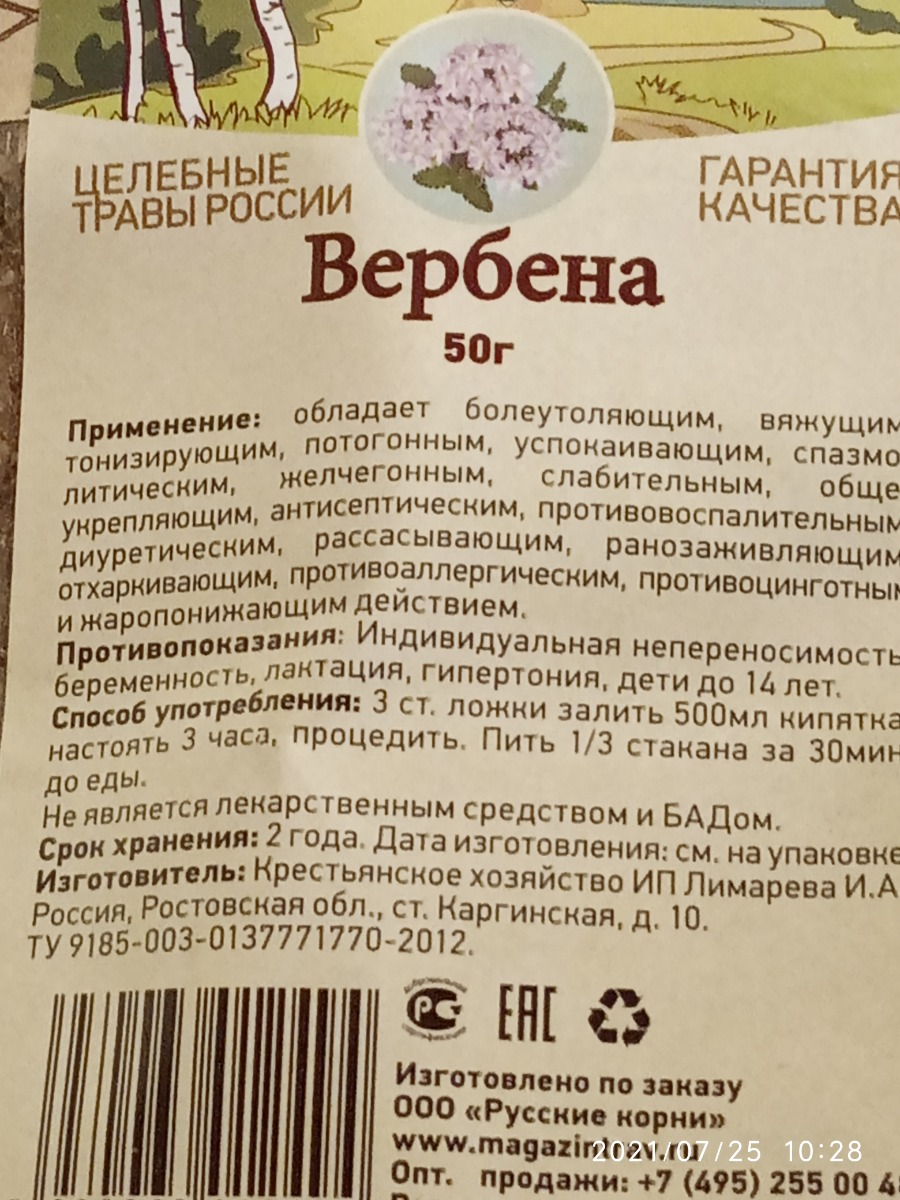 ЦЕЛЕБНЫЕ
ТРАВЫ РОССИИ
ГАРАНТИЯ
КАЧЕСТВА
Вербена
50г
Применение: обладает болеутоляющим, вяжущим
тонизирующим, потогонным, успокаивающим, спазмо
литическим, желчегонным, слабительным, обще
укрепляющим, антисептическим, противовоспалительным
диуретическим, рассасывающим, ранозаживляющим
отхаркивающим, противоаллергическим, противоцинготным
и жаропонижающим действием.
Противопоказания: Индивидуальная непереносимость
беременность, лактация, гипертония, дети до 14 лет.
Способ употребления: 3 ст. ложки залить 500мл кипятка
настоять 3 часа, процедить. Пить 1/3 стакана за 30мин
до еды.
Не является лекарственным средством и БАДом.
Срок хранения: 2 года. Дата изготовления: см. на упаковке
Изготовитель: Крестьянское хозяйство ИП Лимарева И.А
Россия, Ростовская обл., ст. Каргинская, д. 10.
ТУ 9185-003-0137771770-2012.
РС ЕАС
Изготовлено по заказу
ООО «Русские корни»
www.magazintrav.ru
2021/07/25 10:28
Опт. продажи: +7 (495) 255 00 4